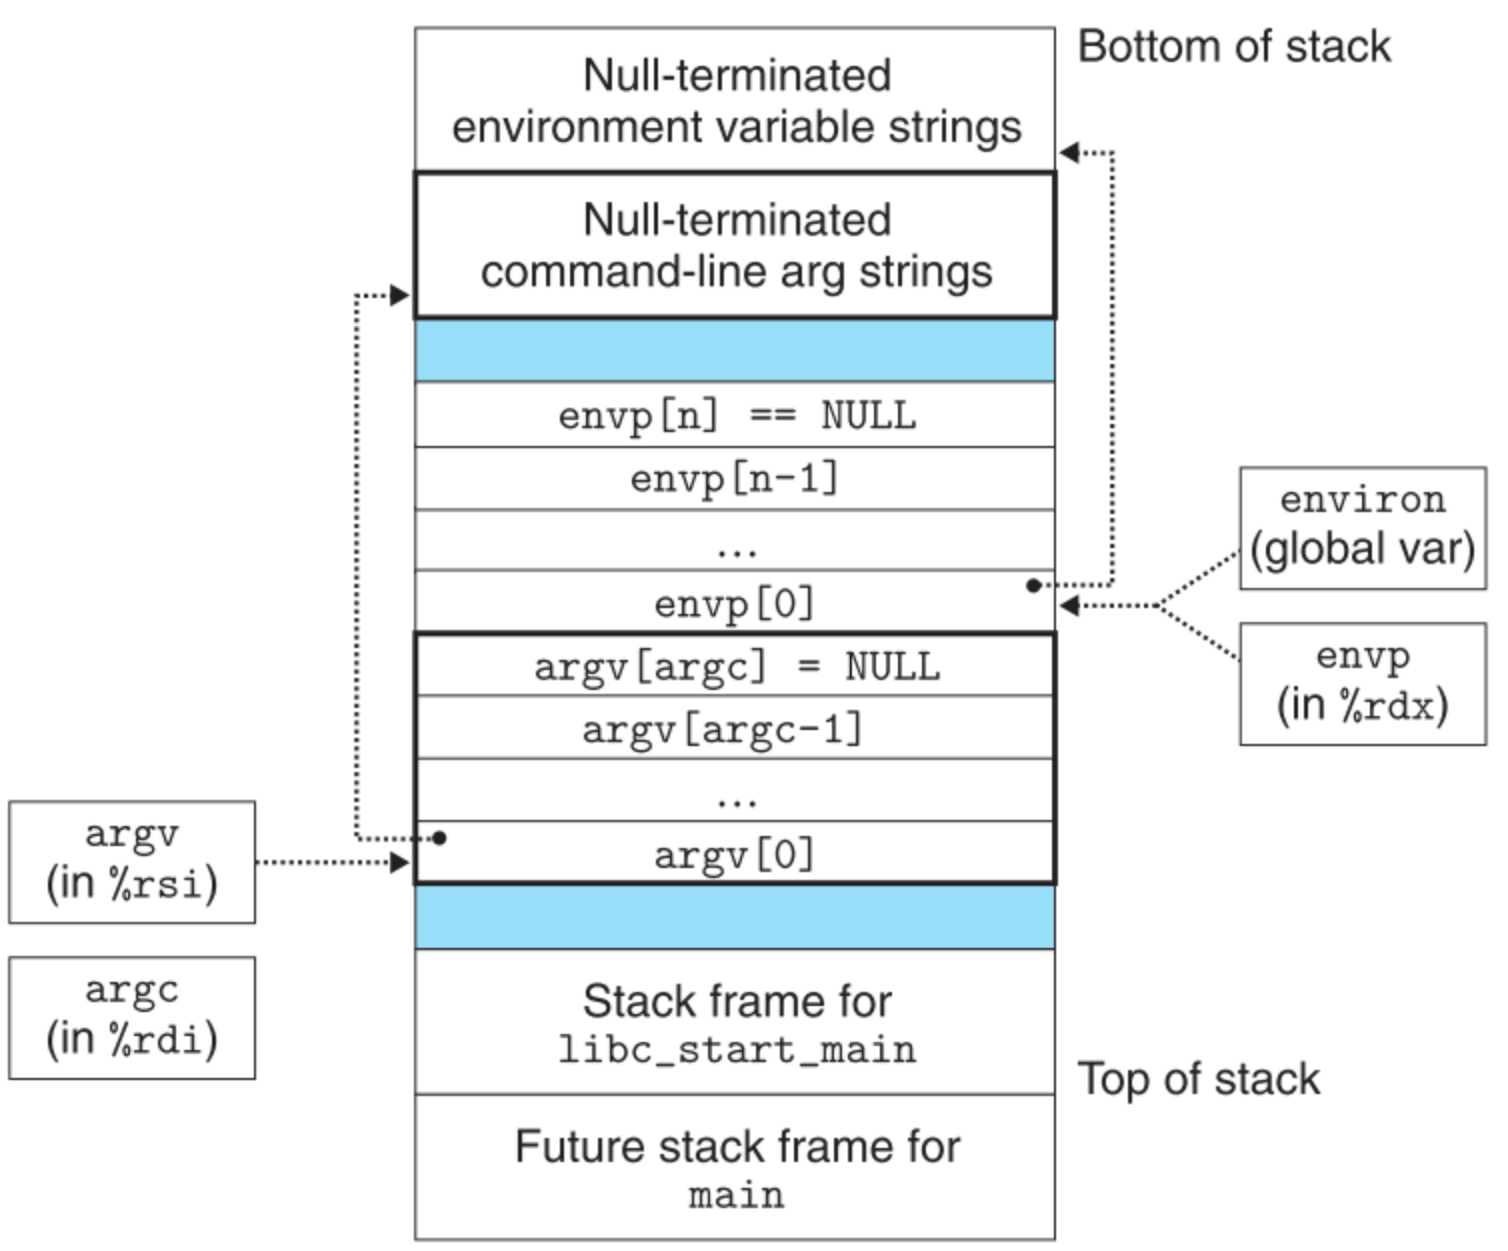 Bottom of stack
Null-terminated
environment variable strings
Null-terminated
command-line arg strings
envp[n] == NULL
envp[n-1]
...
envp[0]
environ
(global var)
envp
(in %rdx)
argv[argc] = NULL
argv[argc-1]
...
argv[0]
argv
(in %rsi)
argc
(in %rdi)
Stack frame for
libc_start_main
Top of stack
Future stack frame for
main